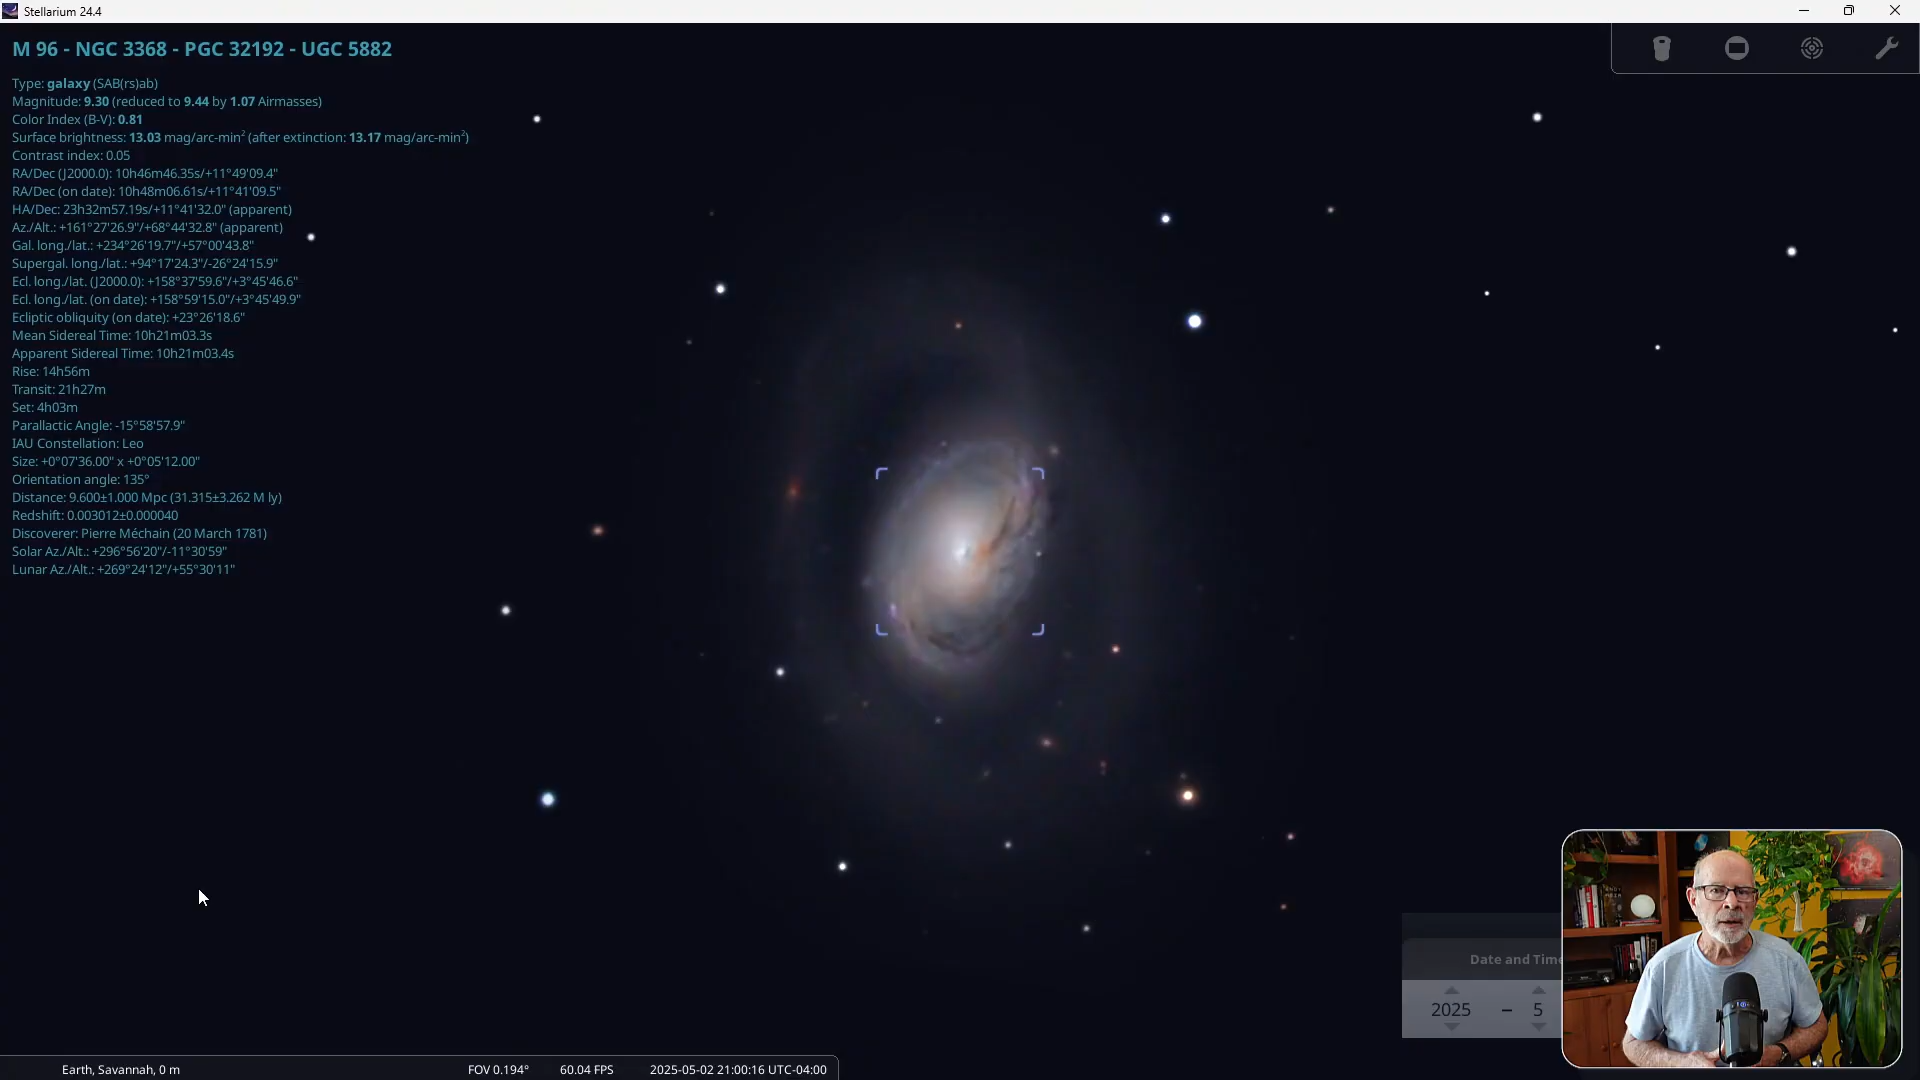 Stellarium 24.4
M 96 - NGC 3368 - PGC 32192 - UGC 5882
Type: galaxy (SAB(rs)ab)
Magnitude: 9.30 (reduced to 9.44 by 1.07 Airmasses)
Color Index (B-V): 0.81
Surface brightness: 13.03 mag/arc-min² (after extinction: 13.17 mag/arc-min²)
Contrast index: 0.05
RA/Dec (J2000.0): 10h46m46.35s/+11°49'09.4"
RA/Dec (on date): 10h48m06.61s/+11°41'09.5"
HA/Dec: 23h32m57.19s/+11°41'32.0" (apparent)
Az./Alt.: +161°27'26.9"/+68°44'32.8" (apparent)
Gal. long./lat.: +234°26'19.7"/+57°00'43.8"
Supergal. long./lat.: +94°17'24.3"/-26°24'15.9"
Ecl. long./lat. (J2000.0): +158°37'59.6"/+3°45'46.6"
Ecl. long./lat. (on date): +158°59'15.0"/+3°45'49.9"
Ecliptic obliquity (on date): +23°26'18.6"
Mean Sidereal Time: 10h21m03.3s
Apparent Sidereal Time: 10h21m03.4s
Rise: 14h56m
Transit: 21h27m
Set: 4h03m
Parallactic Angle: -15°58'57.9"
IAU Constellation: Leo
Size: +0°07'36.00" x +0°05'12.00"
Orientation angle: 135°
Distance: 9.600±1.000 Mpc (31.315±3.262 M ly)
Redshift: 0.003012±0.000040
Discoverer: Pierre Méchain (20 March 1781)
Solar Az./Alt.: +296°56'20"/-11°30'59"
Lunar Az./Alt.: +269°24'12"/+55°30'11"
Date and Time
2025 – 5
Earth, Savannah, 0 m FOV 0.194° 60.04 FPS 2025-05-02 21:00:16 UTC-04:00